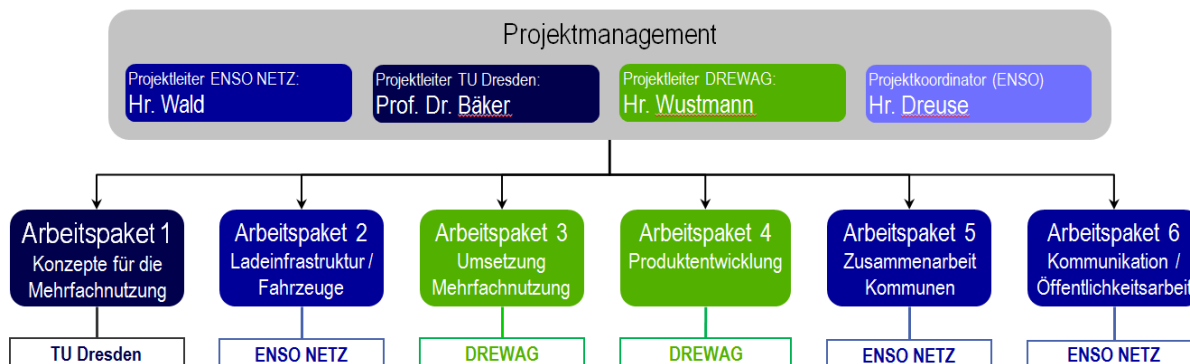 Projektmanagement
Projektleiter ENSO NETZ:
Hr. Wald
Projektleiter TU Dresden:
Prof. Dr. Bäker
Projektleiter DREWAG:
Hr. Wustmann
Projektkoordinator (ENSO)
Hr. Dreuse
Arbeitspaket 1
Konzepte für die
Mehrfachnutzung
Arbeitspaket 2
Ladeinfrastruktur /
Fahrzeuge
Arbeitspaket 3
Umsetzung
Mehrfachnutzung
Arbeitspaket 4
Produktentwicklung
Arbeitspaket 5
Zusammenarbeit
Kommunen
Arbeitspaket 6
Kommunikation /
Öffentlichkeitsarbeit
TU Dresden
ENSO NETZ
DREWAG
DREWAG
ENSO NETZ
ENSO NETZ